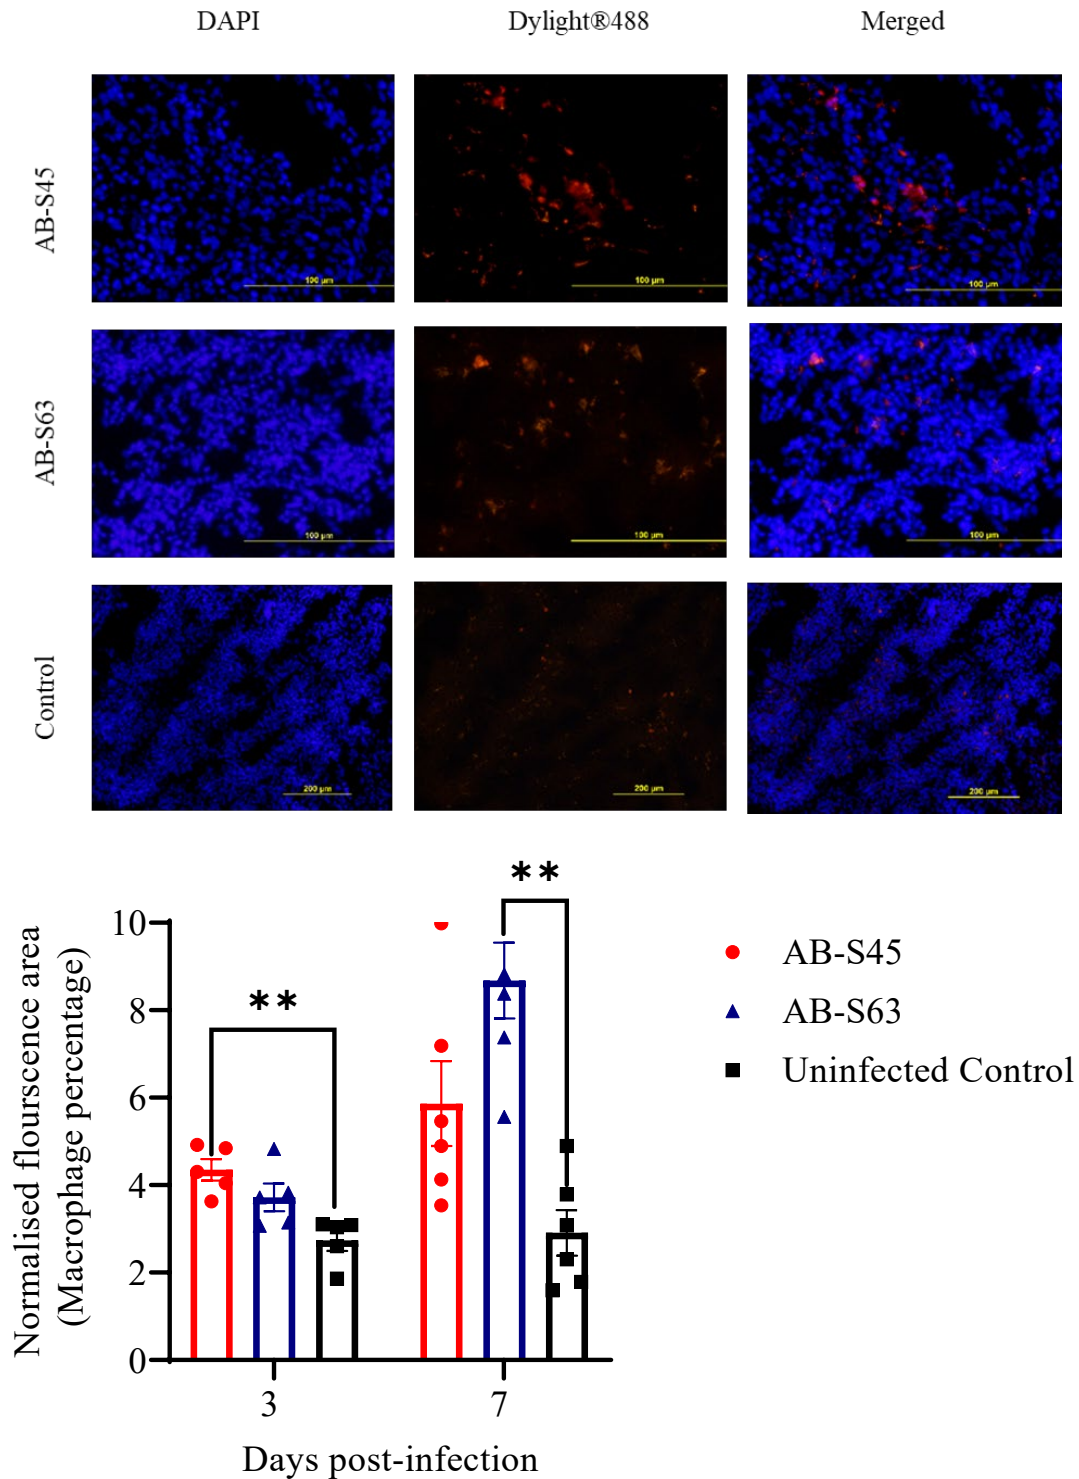 DAPI Dylight®488 Merged
AB-S45
100 μm 100 μm 100 μm
AB-S63
100 μm 100 μm 100 μm
Control
200 μm 200 μm 200 μm
Normalised flourscence area
(Macrophage percentage)
10
8
6
4
2
0
**
**
3 7
Days post-infection
AB-S45
AB-S63
Uninfected Control